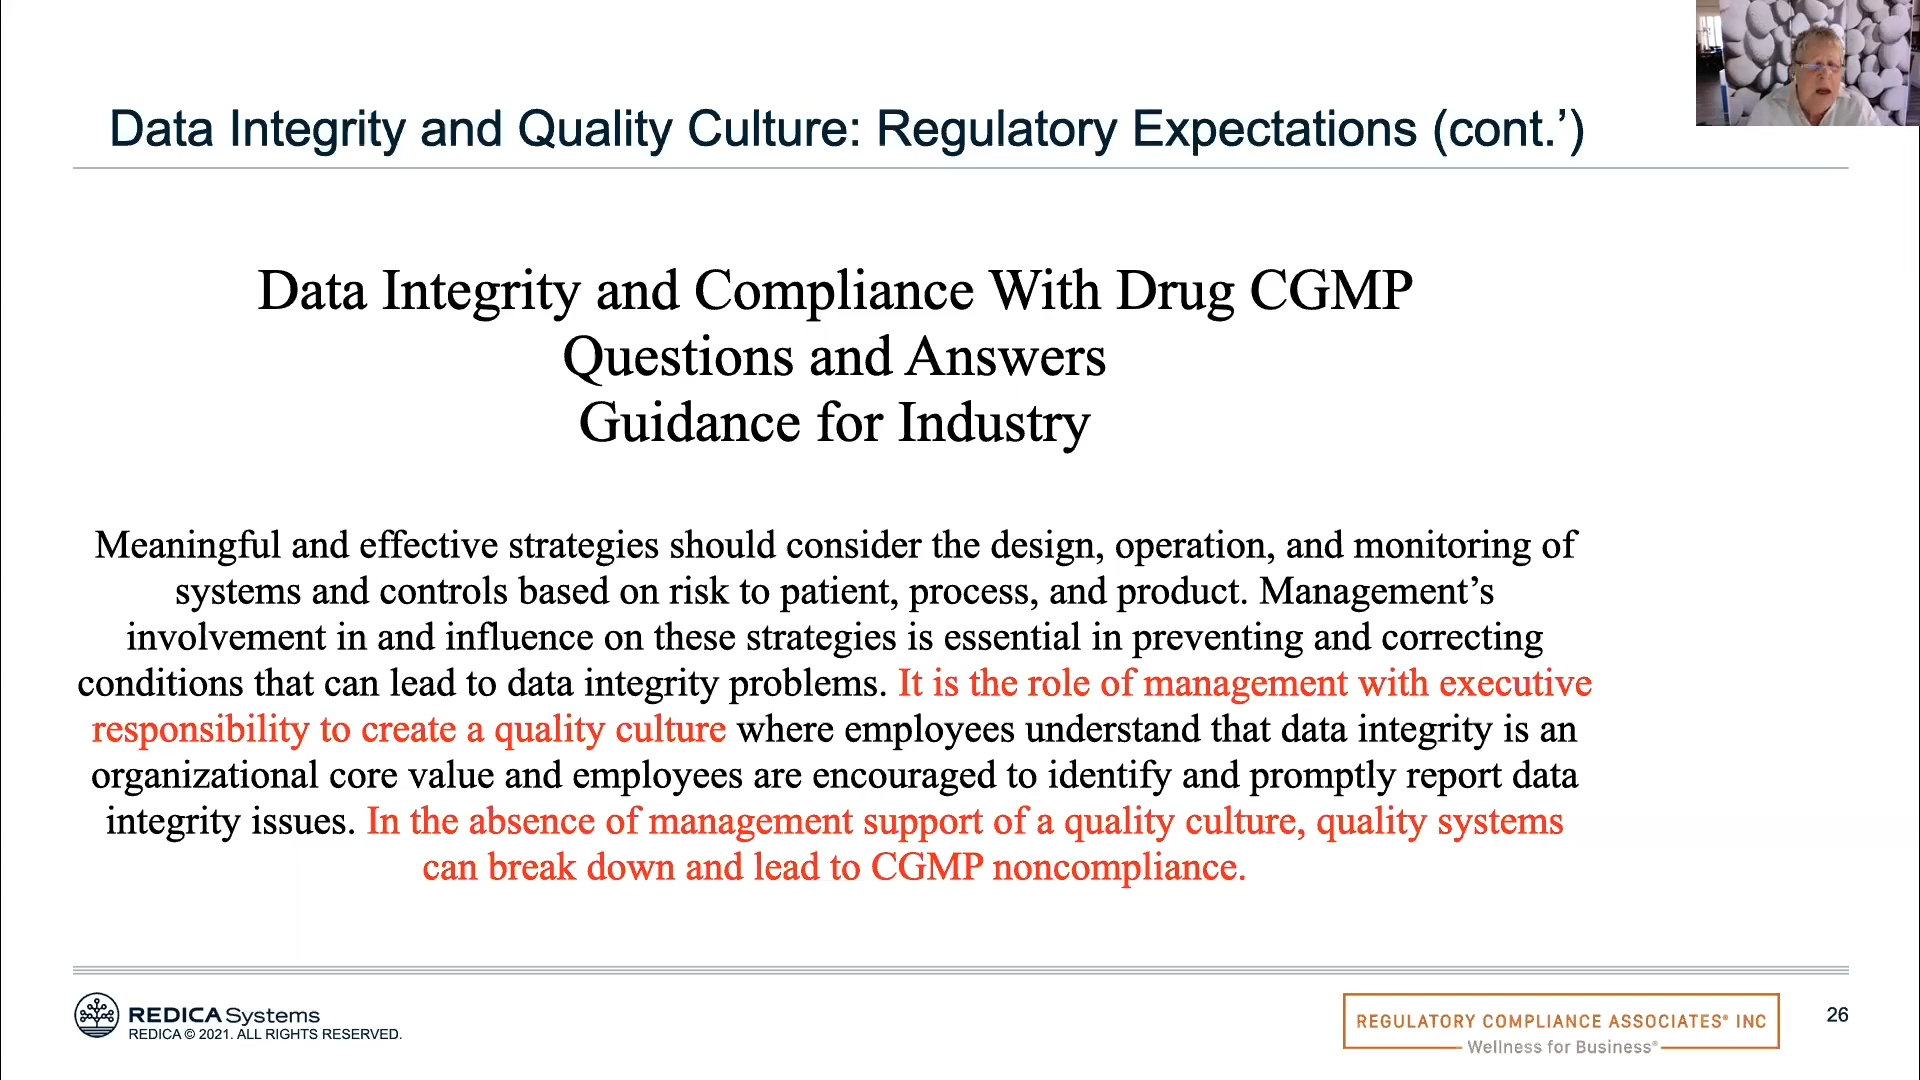 Data Integrity and Quality Culture: Regulatory Expectations (cont.’)
Data Integrity and Compliance With Drug CGMP
Questions and Answers
Guidance for Industry
Meaningful and effective strategies should consider the design, operation, and monitoring of
systems and controls based on risk to patient, process, and product. Management’s
involvement in and influence on these strategies is essential in preventing and correcting
conditions that can lead to data integrity problems. It is the role of management with executive
responsibility to create a quality culture where employees understand that data integrity is an
organizational core value and employees are encouraged to identify and promptly report data
integrity issues. In the absence of management support of a quality culture, quality systems
can break down and lead to CGMP noncompliance.
REDICA Systems
REDICA © 2021. ALL RIGHTS RESERVED.
REGULATORY COMPLIANCE ASSOCIATES® INC
Wellness for Business®
26